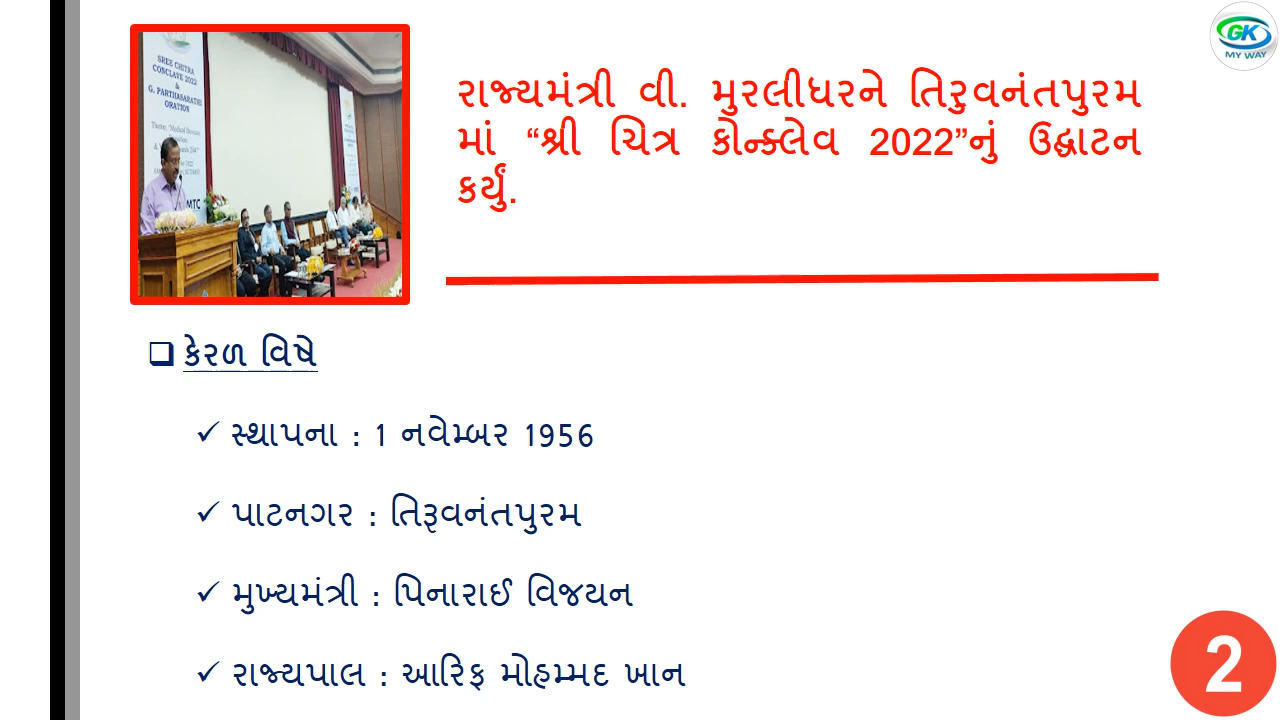 GK
MY WAY
SREE CHITRA
CONCLAVE 2022
&
G. PARTHASARATHI
ORATION
રાજ્યમંત્રી વી. મુરલીધરને તિરુવનંતપુરમ
માં “શ્રી ચિત્ર કોન્ક્લેવ 2022”નું ઉદ્ઘાટન
કર્યું.
કેરળ વિષે
સ્થાપના : 1 નવેમ્બર 1956
પાટનગર : તિરૂવનંતપુરમ
મુખ્યમંત્રી : પિનારાઈ વિજયન
રાજ્યપાલ : આરિફ મોહમ્મદ ખાન
2